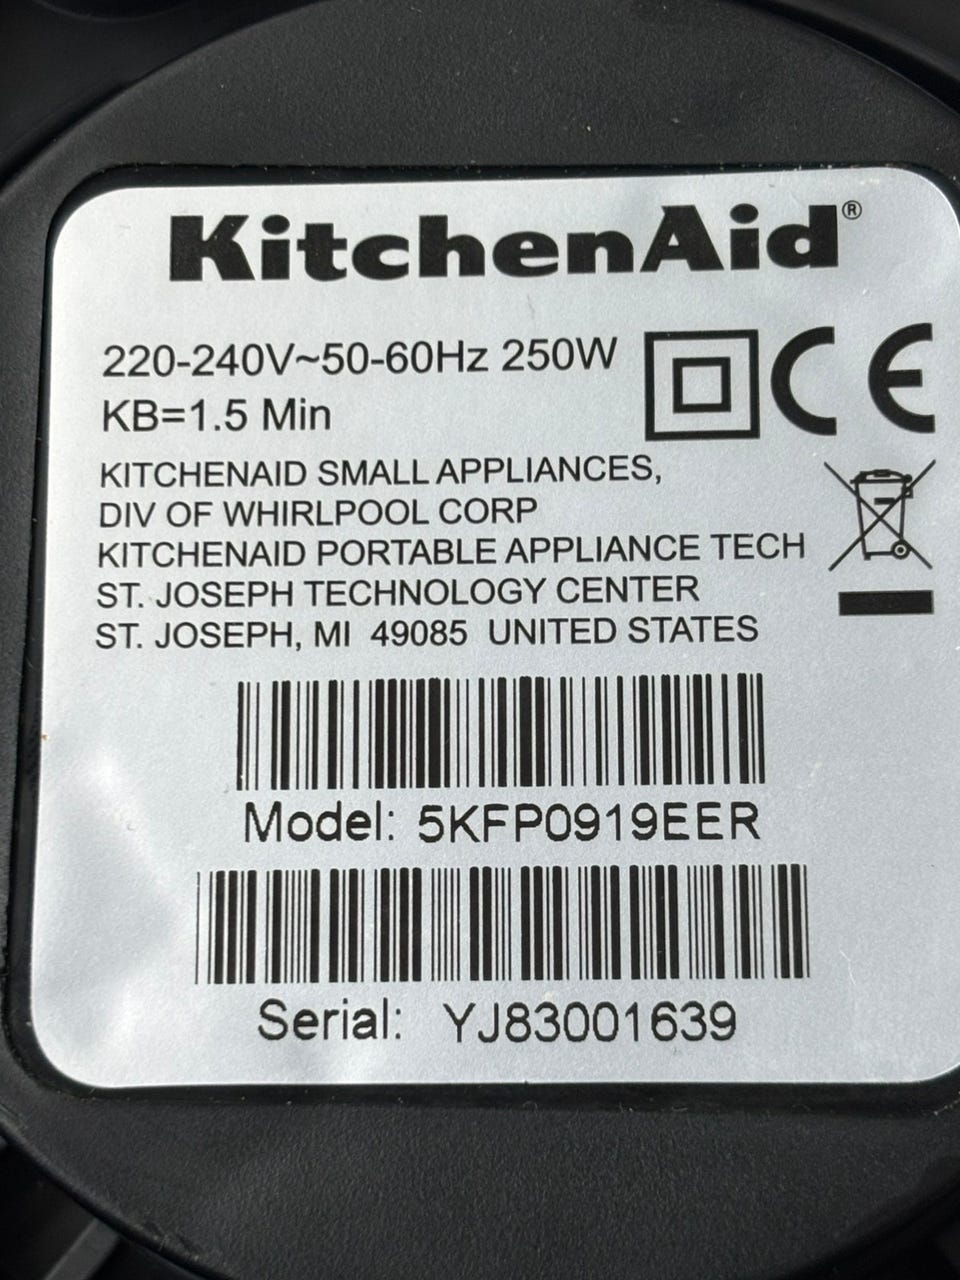 KitchenAid®
220-240V~50-60Hz 250W
KB=1.5 Min
CE
KITCHENAID SMALL APPLIANCES,
DIV OF WHIRLPOOL CORP
KITCHENAID PORTABLE APPLIANCE TECH
ST. JOSEPH TECHNOLOGY CENTER
ST. JOSEPH, MI 49085 UNITED STATES
Model: 5KFP0919EER
Serial: YJ83001639